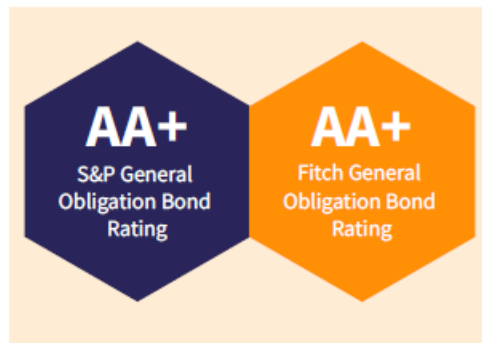 AA+
S&P General
Obligation Bond
Rating
AA+
Fitch General
Obligation Bond
Rating